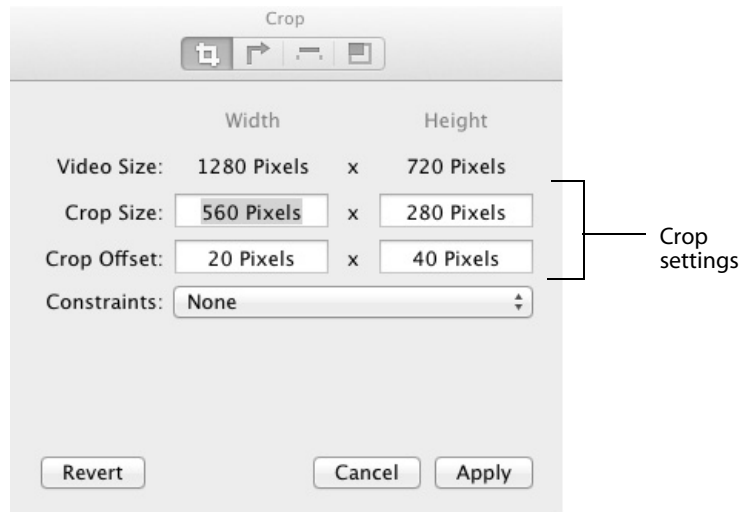 Crop
Width Height
Video Size: 1280 Pixels x 720 Pixels
Crop Size: 560 Pixels x 280 Pixels
Crop Offset: 20 Pixels x 40 Pixels
Crop
settings
Constraints: None
Revert Cancel Apply